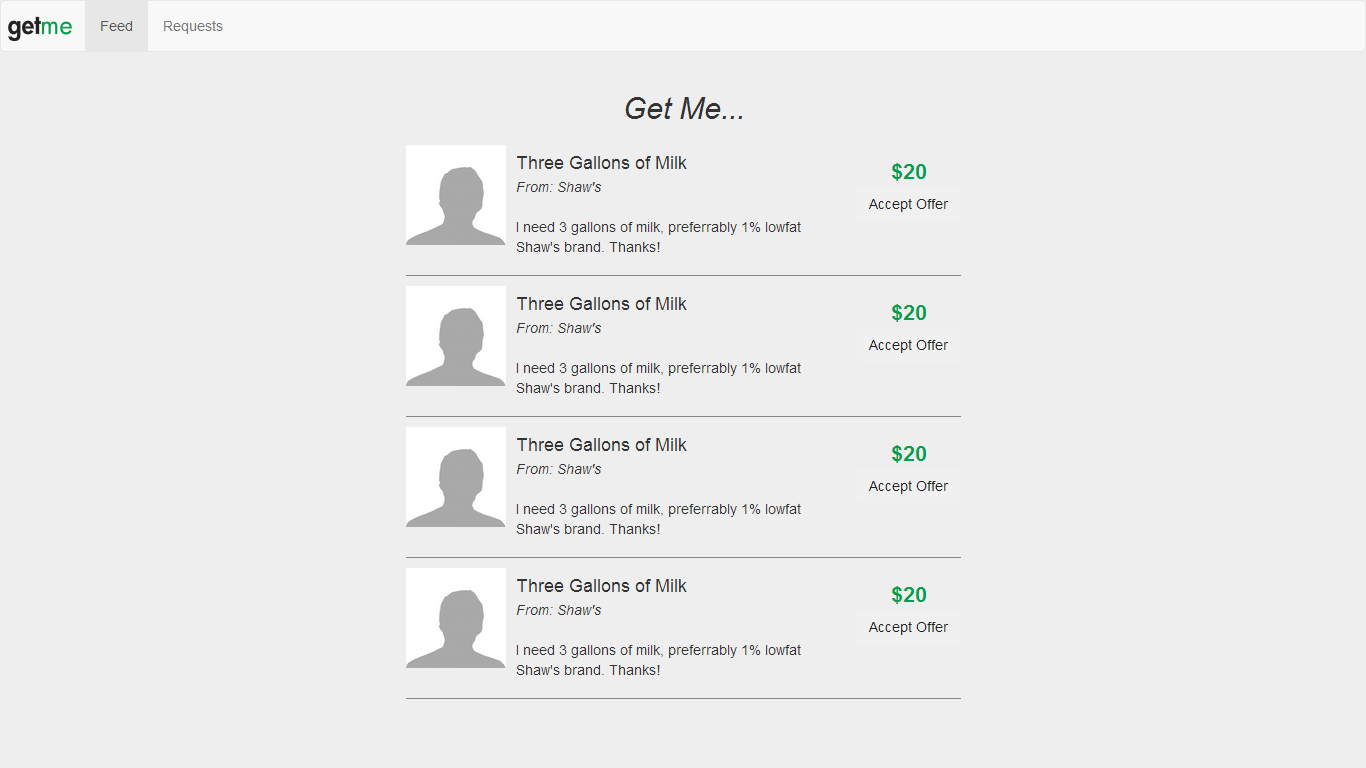 getme Feed Requests
Get Me...
Three Gallons of Milk
From: Shaw's
I need 3 gallons of milk, preferrably 1% lowfat
Shaw's brand. Thanks!
$20
Accept Offer
Three Gallons of Milk
From: Shaw's
I need 3 gallons of milk, preferrably 1% lowfat
Shaw's brand. Thanks!
$20
Accept Offer
Three Gallons of Milk
From: Shaw's
I need 3 gallons of milk, preferrably 1% lowfat
Shaw's brand. Thanks!
$20
Accept Offer
Three Gallons of Milk
From: Shaw's
I need 3 gallons of milk, preferrably 1% lowfat
Shaw's brand. Thanks!
$20
Accept Offer